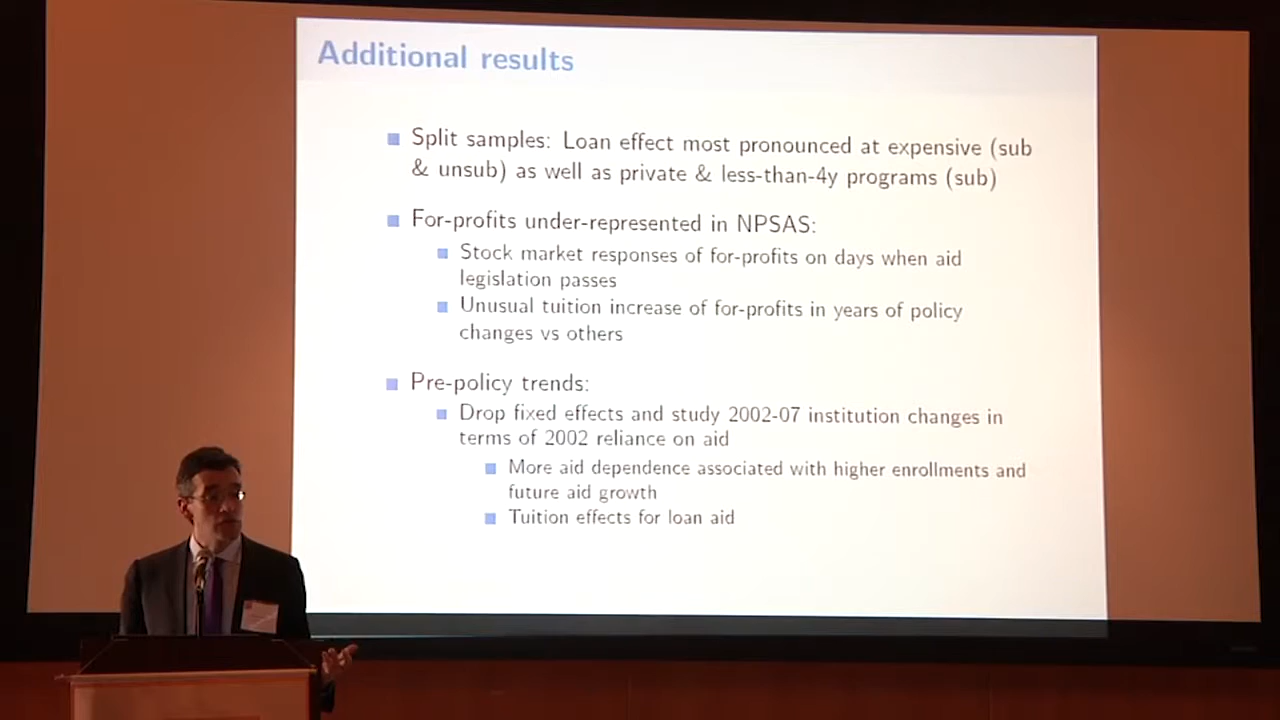 Additional results
Split samples: Loan effect most pronounced at expensive (sub
& unsub) as well as private & less-than-4y programs (sub)
For-profits under-represented in NPSAS:
Stock market responses of for-profits on days when aid
legislation passes
Unusual tuition increase of for-profits in years of policy
changes vs others
Pre-policy trends:
Drop fixed effects and study 2002-07 institution changes in
terms of 2002 reliance on aid
More aid dependence associated with higher enrollments and
future aid growth
Tuition effects for loan aid